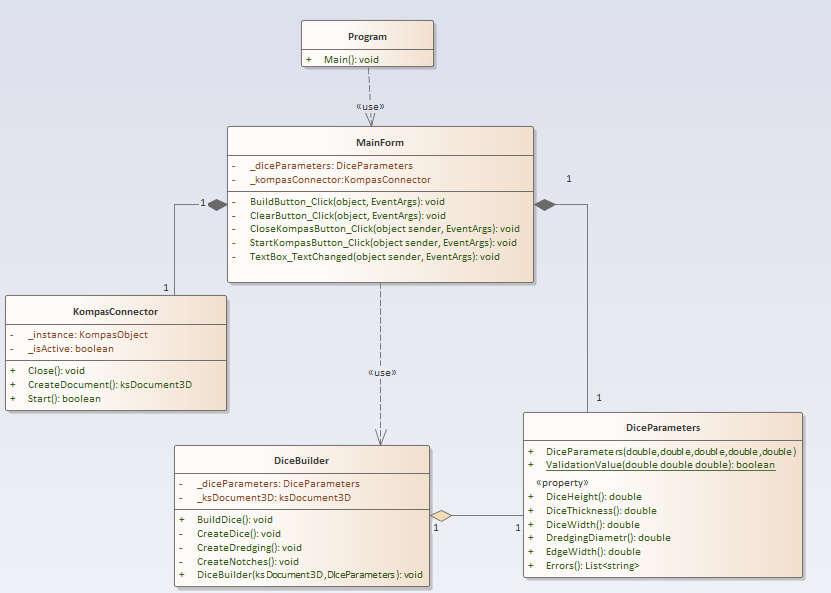 Program
+ Main(): void
«use»
MainForm
- _diceParameters: DiceParameters
- _kompasConnector:KompasConnector
- BuildButton_Click(object, EventArgs): void
- ClearButton_Click(object, EventArgs): void
- CloseKompasButton_Click(object sender, EventArgs): void
- StartKompasButton_Click(object sender, EventArgs): void
- TextBox_TextChanged(object sender, EventArgs): void
1
1
1
1
KompasConnector
- _instance: KompasObject
- _isActive: boolean
+ Close(): void
+ CreateDocument(): ksDocument3D
+ Start(): boolean
«use»
DiceBuilder
- _diceParameters: DiceParameters
- _ksDocument3D: ksDocument3D
+ BuildDice(): void
- CreateDice(): void
- CreateDredging(): void
- CreateNotches(): void
+ DiceBuilder(ksDocument3D,DIceParameters): void
1
1
DiceParameters
+ DiceParameters(double,double,double,double,double)
+ ValidationValue(double double double): boolean
«property»
+ DiceHeight(): double
+ DiceThickness(): double
+ DiceWidth(): double
+ DredgingDiametr(): double
+ EdgeWidth(): double
+ Errors(): List<string>